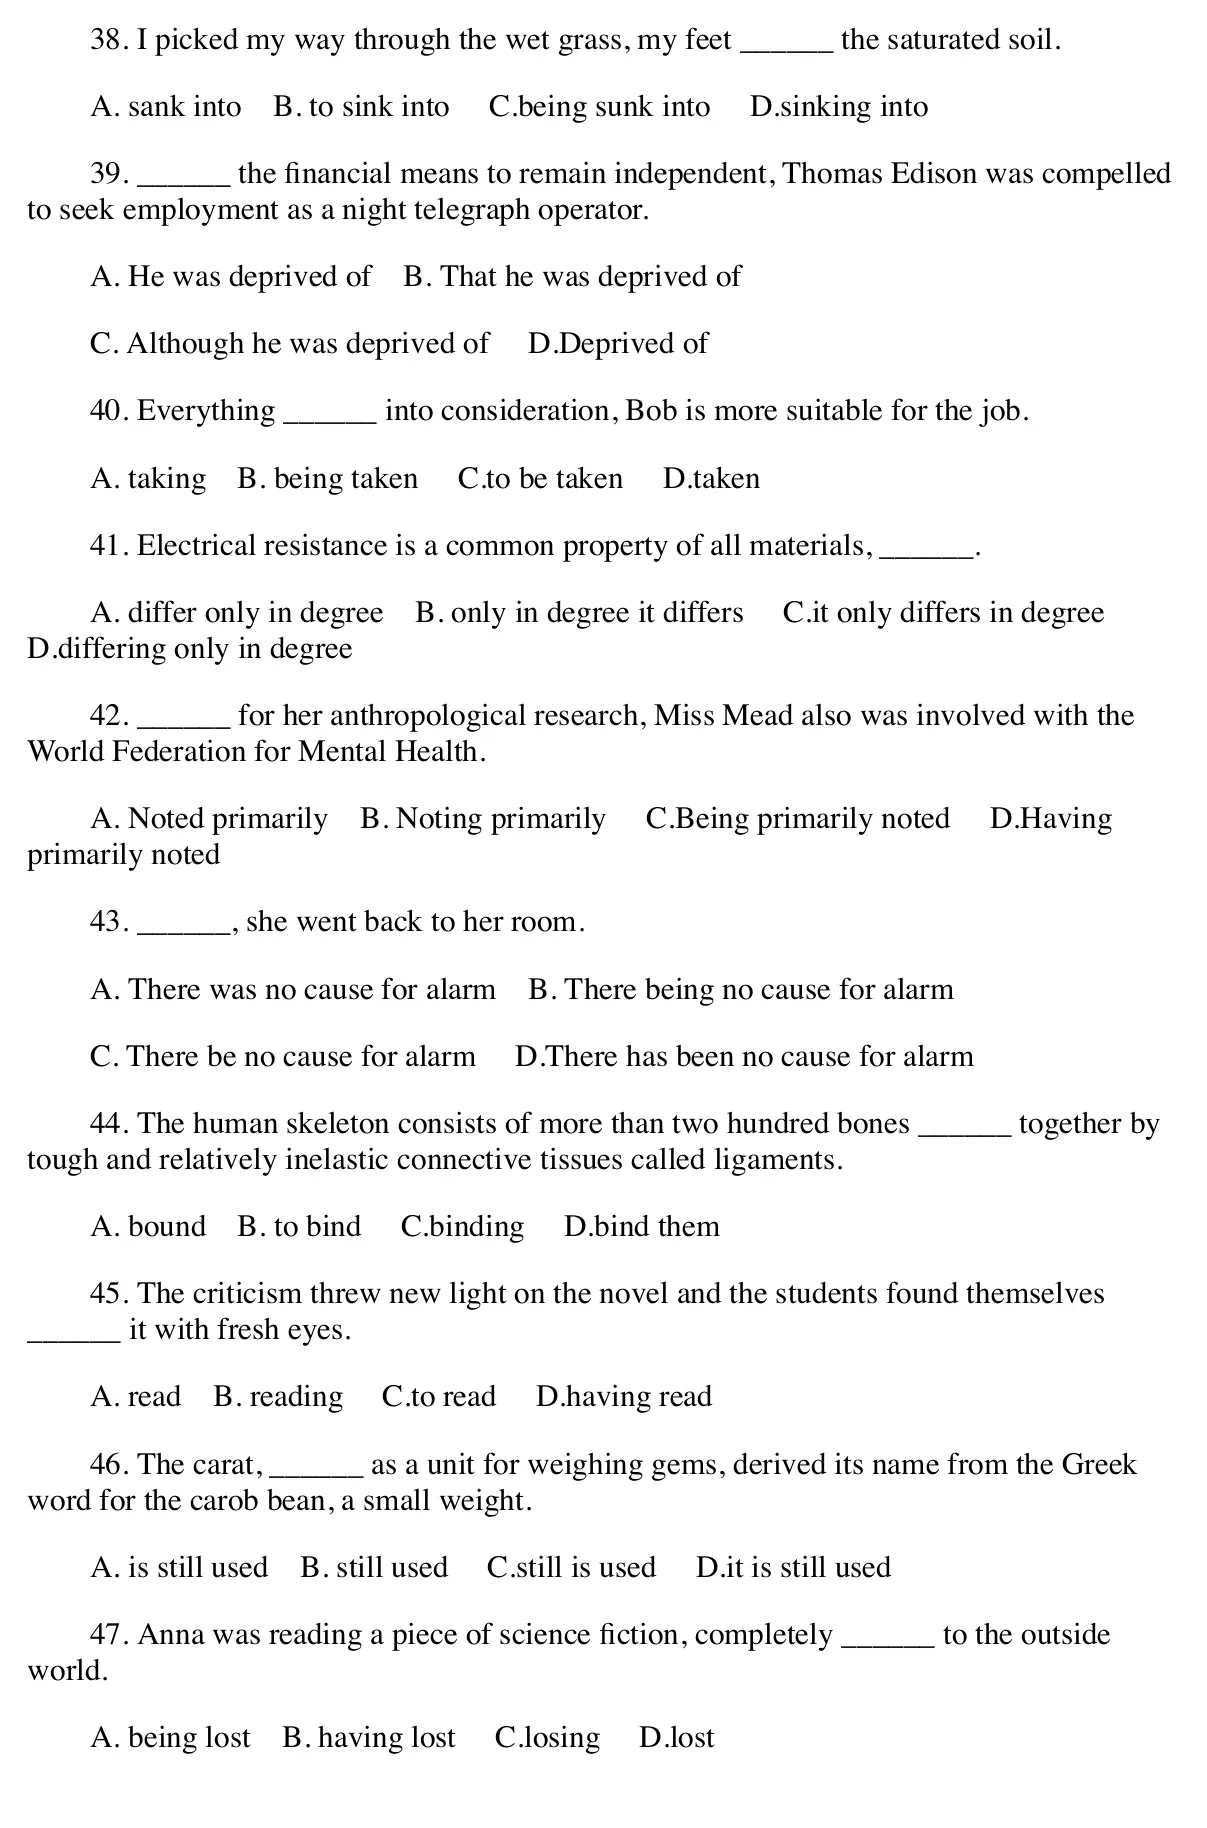 38. I picked my way through the wet grass, my feet ______ the saturated soil.
A. sank into B. to sink into C.being sunk into D.sinking into
39. ______ the financial means to remain independent, Thomas Edison was compelled
to seek employment as a night telegraph operator.
A. He was deprived of B. That he was deprived of
C. Although he was deprived of D.Deprived of
40. Everything ______ into consideration, Bob is more suitable for the job.
A. taking B. being taken C.to be taken D.taken
41. Electrical resistance is a common property of all materials, ______.
A. differ only in degree B. only in degree it differs C.it only differs in degree
D.differing only in degree
42. ______ for her anthropological research, Miss Mead also was involved with the
World Federation for Mental Health.
A. Noted primarily B. Noting primarily C.Being primarily noted D.Having
primarily noted
43. ______, she went back to her room.
A. There was no cause for alarm B. There being no cause for alarm
C. There be no cause for alarm D.There has been no cause for alarm
44. The human skeleton consists of more than two hundred bones ______ together by
tough and relatively inelastic connective tissues called ligaments.
A. bound B. to bind C.binding D.bind them
45. The criticism threw new light on the novel and the students found themselves
______ it with fresh eyes.
A. read B. reading C.to read D.having read
46. The carat, ______ as a unit for weighing gems, derived its name from the Greek
word for the carob bean, a small weight.
A. is still used B. still used C.still is used D.it is still used
47. Anna was reading a piece of science fiction, completely ______ to the outside
world.
A. being lost B. having lost C.losing D.lost